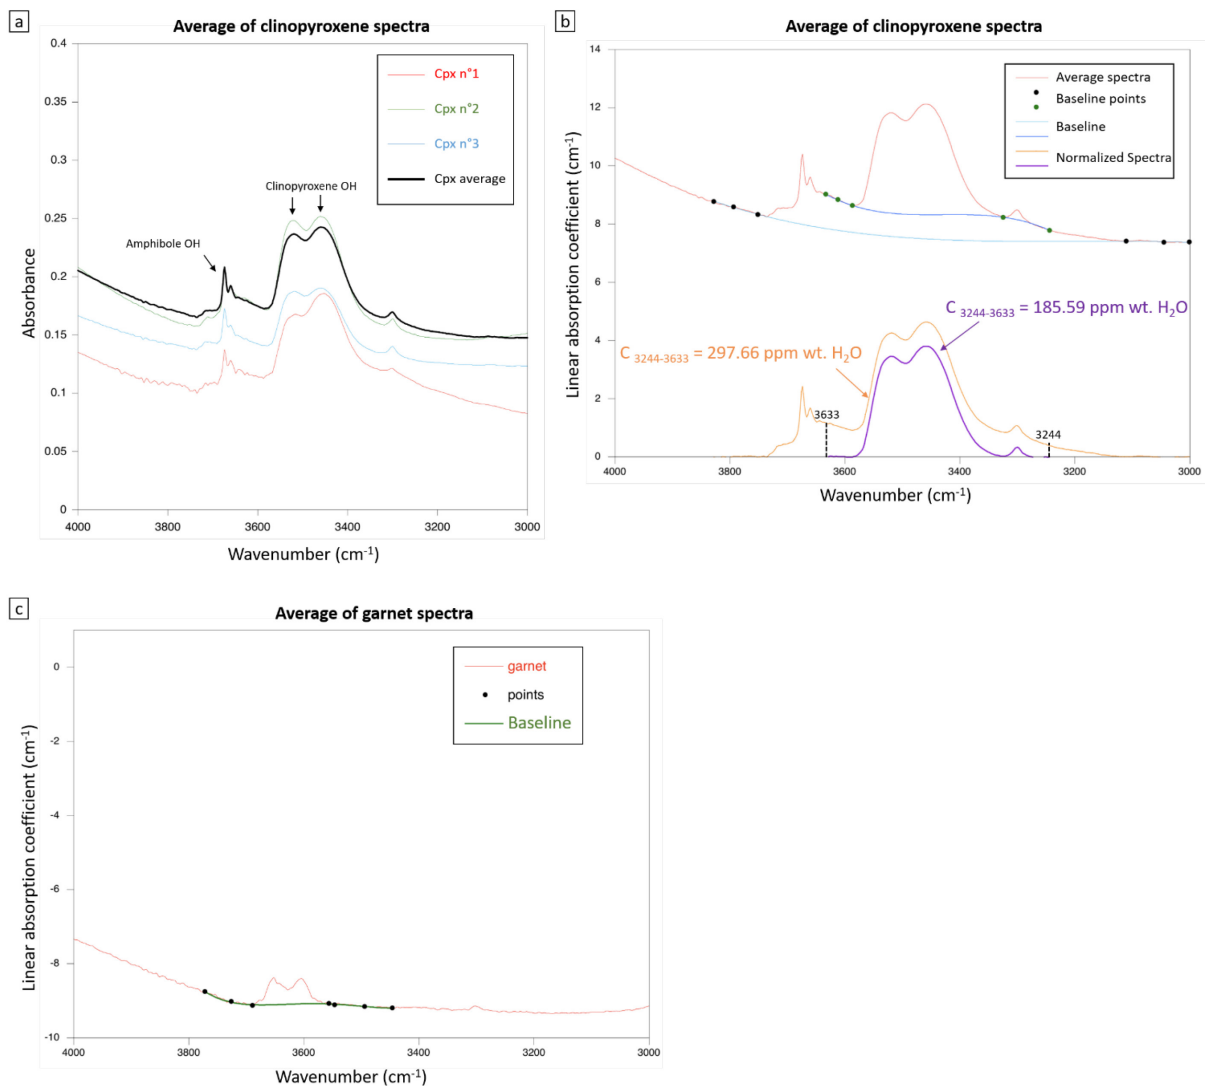 a
Average of clinopyroxene spectra
0.4
0.35
0.3
0.25
0.2
0.15
0.1
0.05
0
Absorbance
Cpx n°1
Cpx n°2
Cpx n°3
Cpx average
Clinopyroxene OH
Amphibole OH
4000 3800 3600 3400 3200 3000
Wavenumber (cm-1)
b
Average of clinopyroxene spectra
14
12
10
8
6
4
2
0
Linear absorption coefficient (cm-1)
Average spectra
Baseline points
Baseline
Normalized Spectra
C 3244-3633 = 185.59 ppm wt. H2O
C 3244-3633 = 297.66 ppm wt. H2O
3633
3244
4000 3800 3600 3400 3200 3000
Wavenumber (cm-1)
c
Average of garnet spectra
0
-2
-4
-6
-8
-10
Linear absorption coefficient (cm-1)
garnet
points
Baseline
4000 3800 3600 3400 3200 3000
Wavenumber (cm-1)